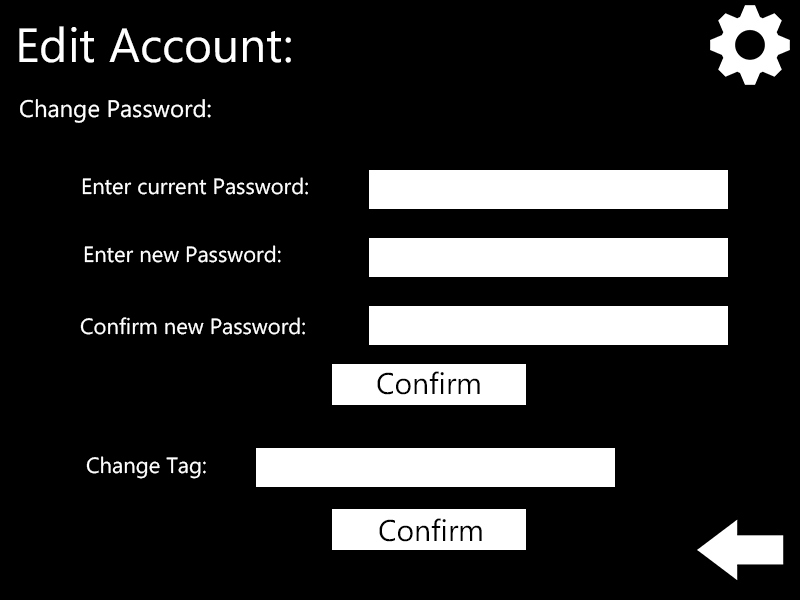 Edit Account:
Change Password:
Enter current Password:
Enter new Password:
Confirm new Password:
Confirm
Change Tag:
Confirm